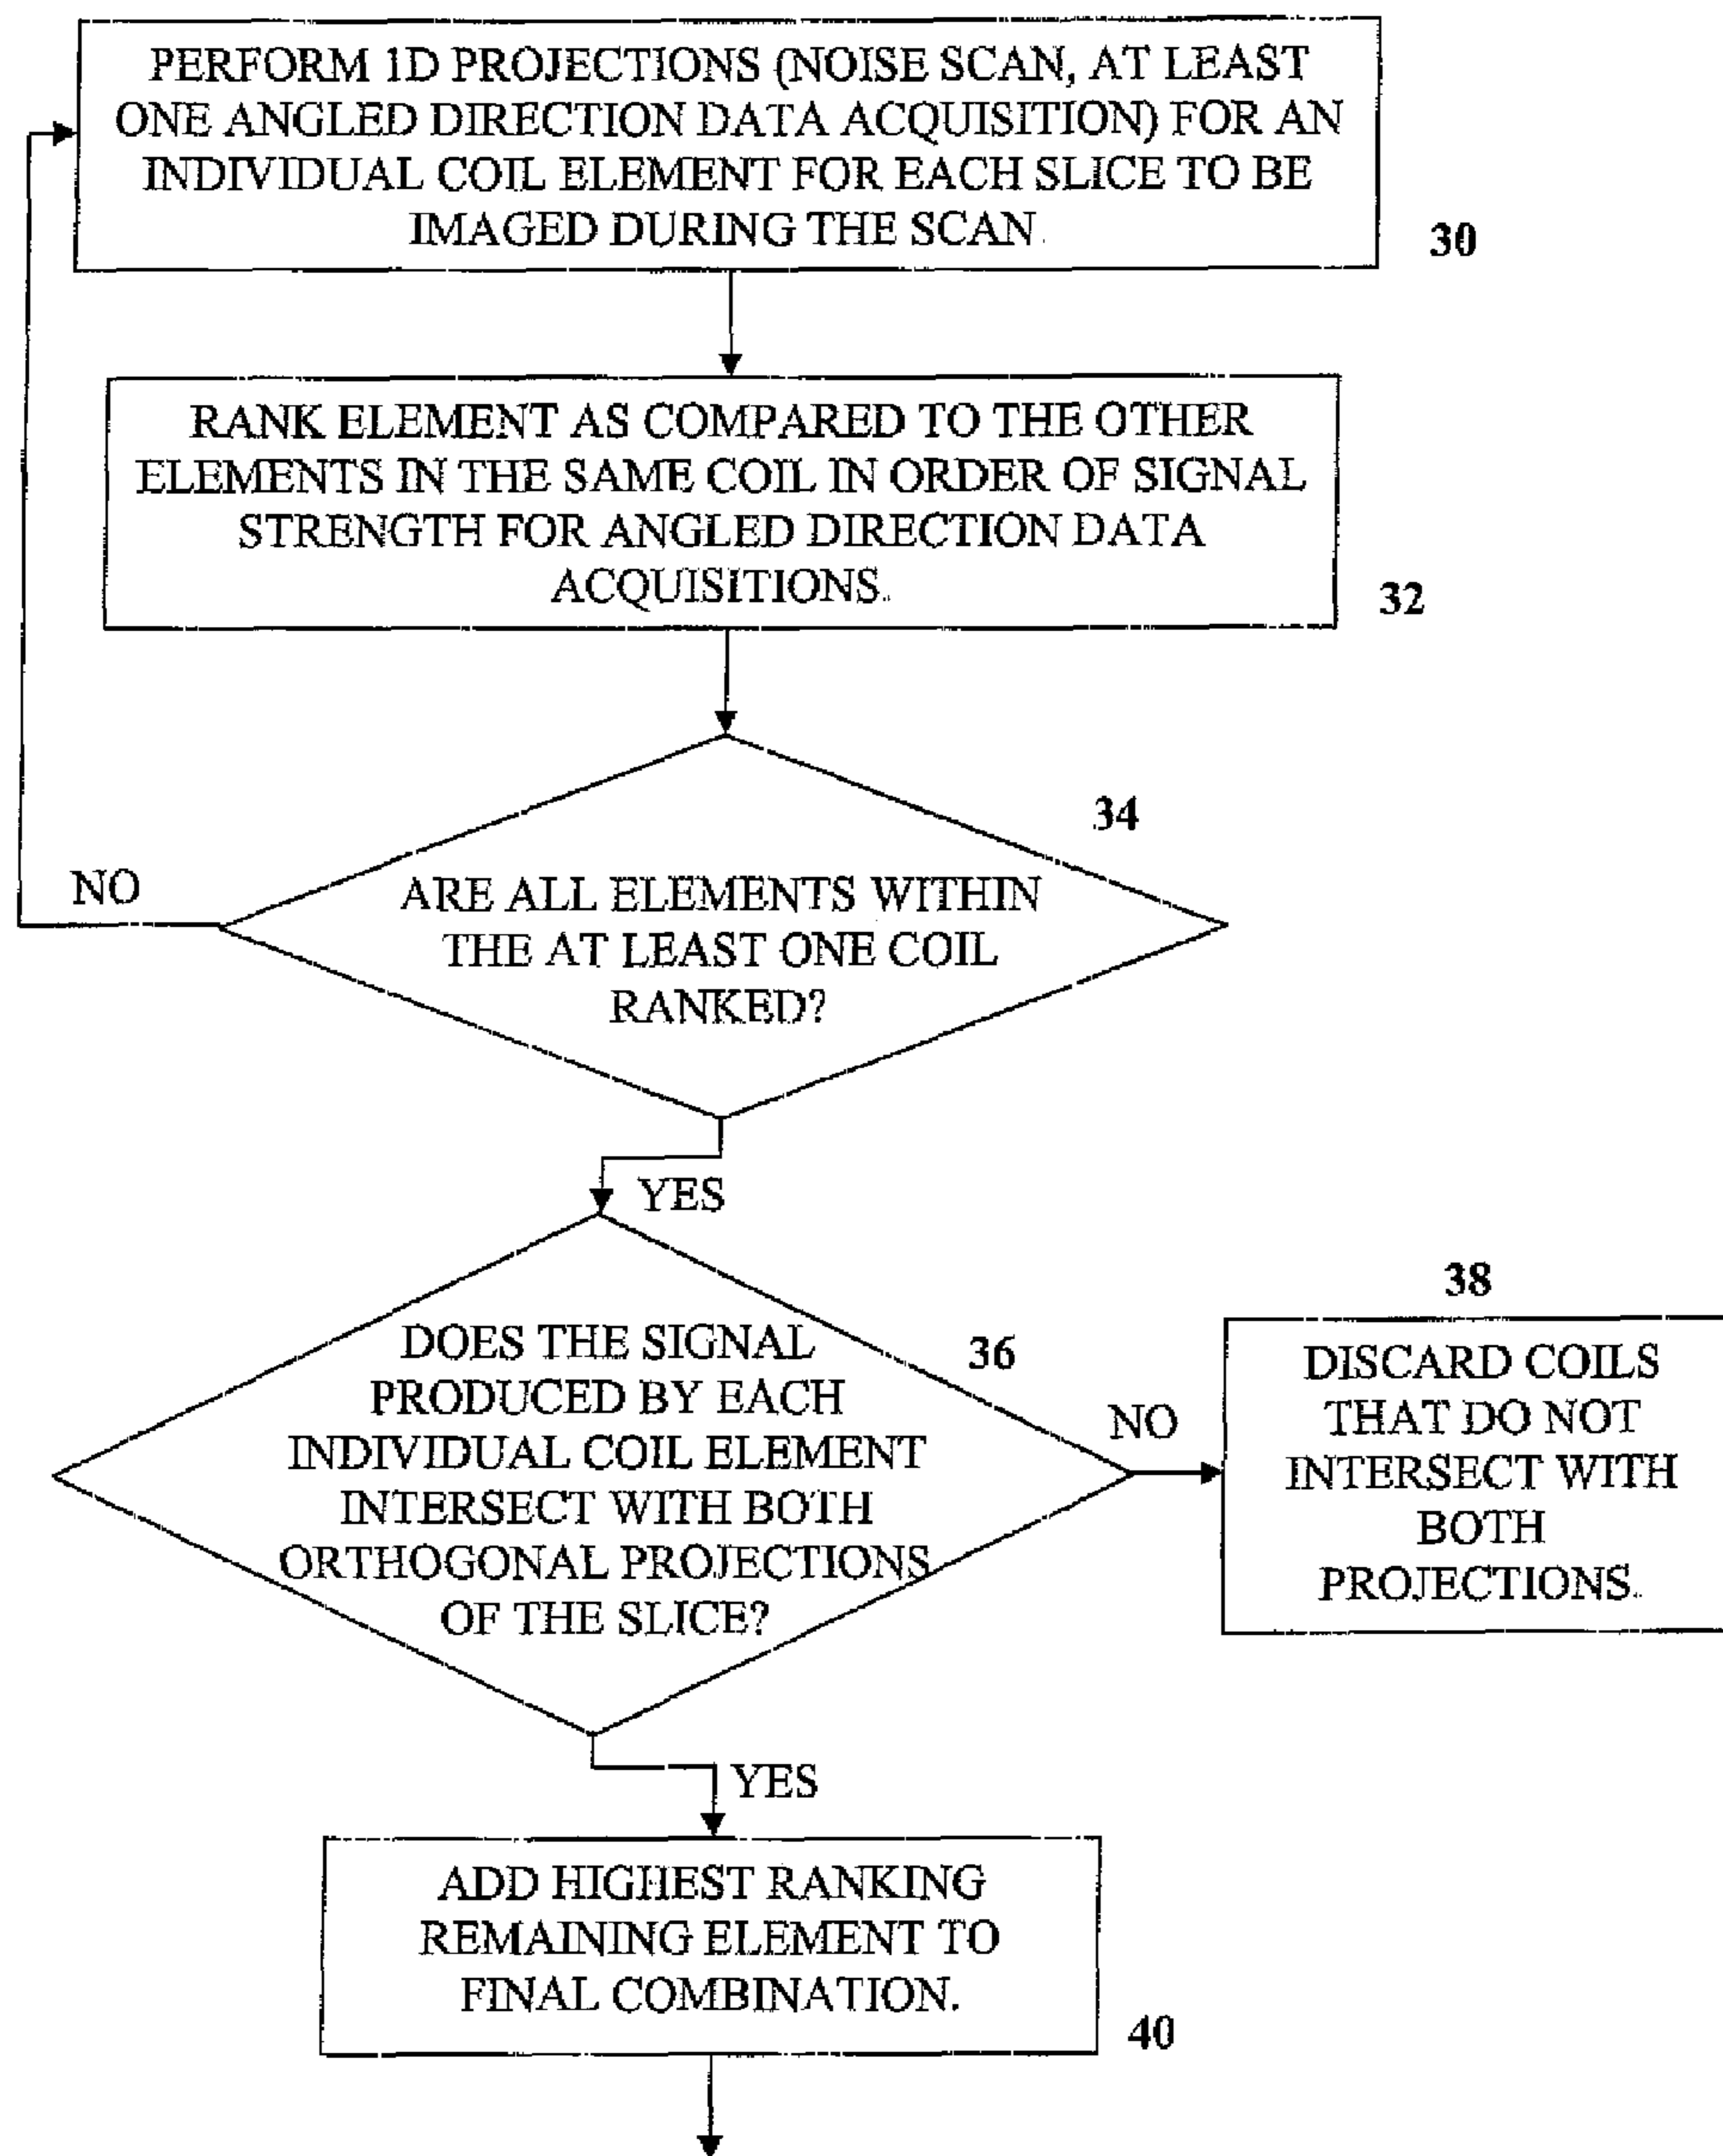 PERFORM 1D PROJECTIONS (NOISE SCAN, AT LEAST
ONE ANGLED DIRECTION DATA ACQUISITION) FOR AN
INDIVIDUAL COIL ELEMENT FOR EACH SLICE TO BE
IMAGED DURING THE SCAN.
30
RANK ELEMENT AS COMPARED TO THE OTHER
ELEMENTS IN THE SAME COIL IN ORDER OF SIGNAL
STRENGTH FOR ANGLED DIRECTION DATA
ACQUISITIONS.
32
34
NO
ARE ALL ELEMENTS WITHIN
THE AT LEAST ONE COIL
RANKED?
YES
36
DOES THE SIGNAL
PRODUCED BY EACH
INDIVIDUAL COIL ELEMENT
INTERSECT WITH BOTH
ORTHOGONAL PROJECTIONS
OF THE SLICE?
NO
38
DISCARD COILS
THAT DO NOT
INTERSECT WITH
BOTH
PROJECTIONS.
YES
ADD HIGHEST RANKING
REMAINING ELEMENT TO
FINAL COMBINATION.
40